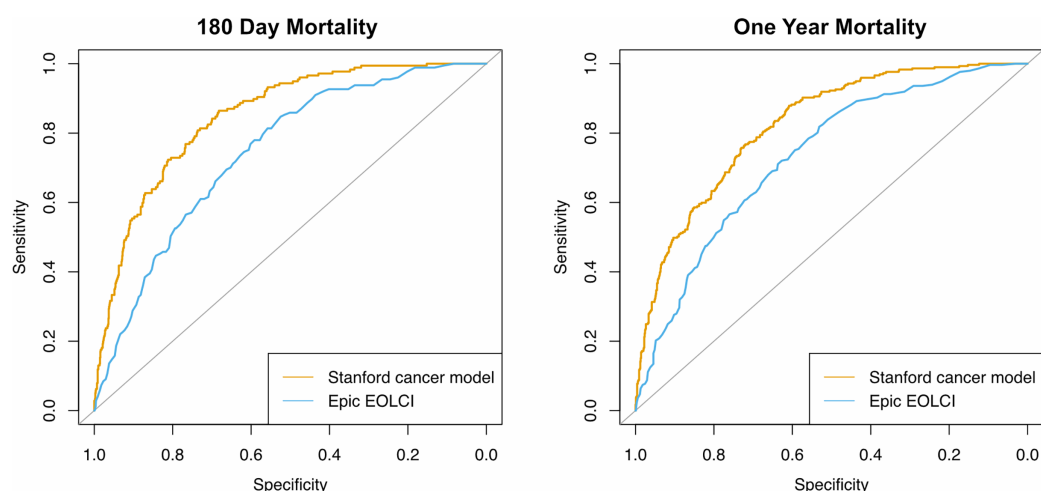 180 Day Mortality
Sensitivity
1.0
0.8
0.6
0.4
0.2
0.0
Stanford cancer model
Epic EOLCI
1.0 0.8 0.6 0.4 0.2 0.0
Specificity
One Year Mortality
Sensitivity
1.0
0.8
0.6
0.4
0.2
0.0
Stanford cancer model
Epic EOLCI
1.0 0.8 0.6 0.4 0.2 0.0
Specificity